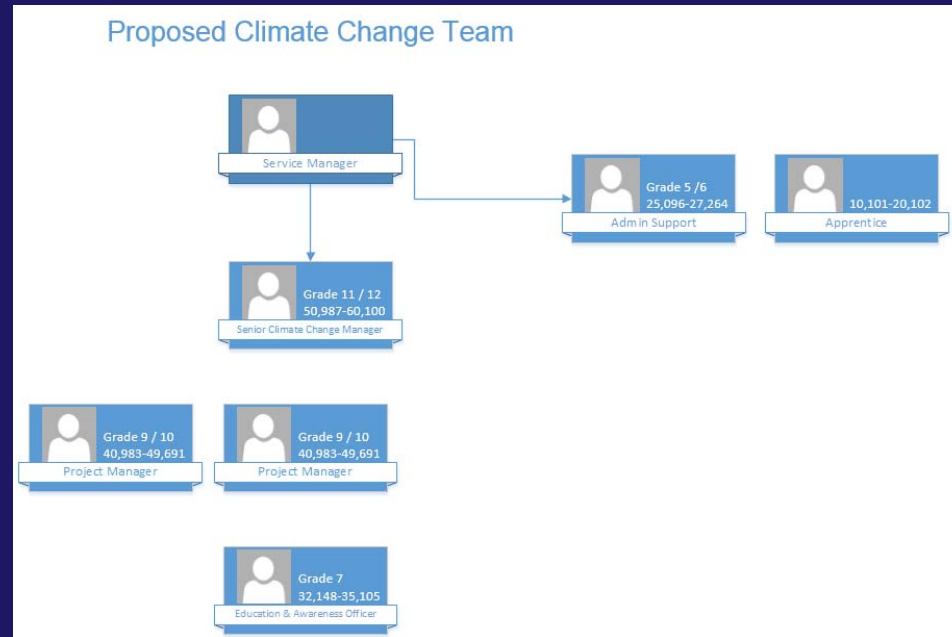 Proposed Climate Change Team
Service Manager
Grade 5 /6
25,096-27,264
Admin Support
10,101-20,102
Apprentice
Grade 11 / 12
50,987-60,100
Senior Climate Change Manager
Grade 9 / 10
40,983-49,691
Project Manager
Grade 9 / 10
40,983-49,691
Project Manager
Grade 7
32,148-35,105
Education & Awareness Officer